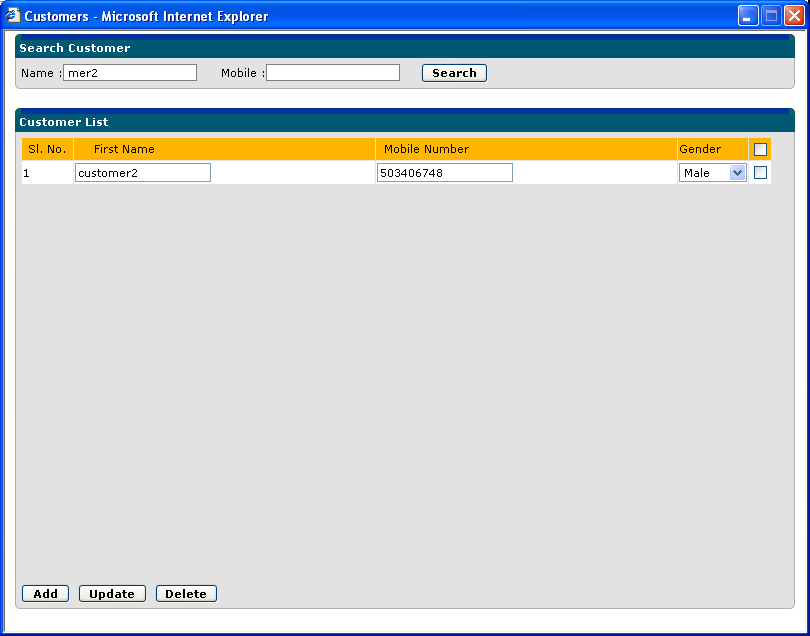 Customers - Microsoft Internet Explorer
Search Customer
Name : mer2 Mobile : Search
Customer List
Sl. No. First Name Mobile Number Gender
1 customer2 503406748 Male
Add Update Delete